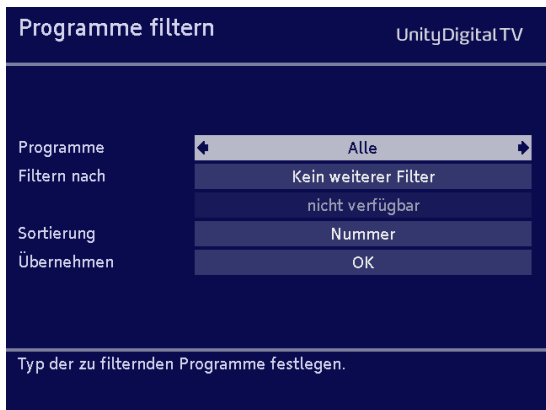 Programme filtern
UnityDigitalTV
Programme Alle
Filtern nach Kein weiterer Filter
nicht verfügbar
Sortierung Nummer
Übernehmen OK
Typ der zu filternden Programme festlegen.